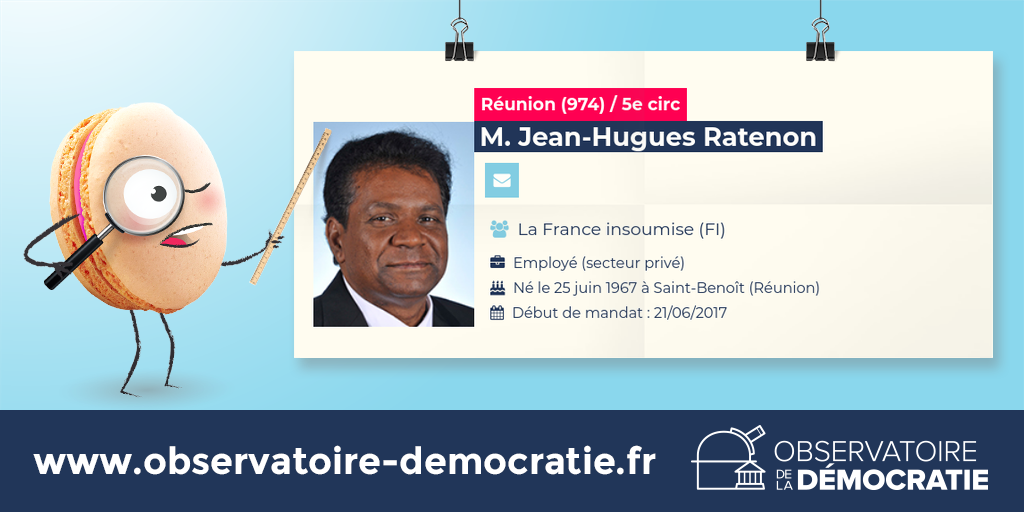 Réunion (974) / 5e circ
M. Jean-Hugues Ratenon
La France insoumise (FI)
Employé (secteur privé)
Né le 25 juin 1967 à Saint-Benoît (Réunion)
Début de mandat : 21/06/2017
www.observatoire-democratie.fr
OBSERVATOIRE
DE LA DÉMOCRATIE